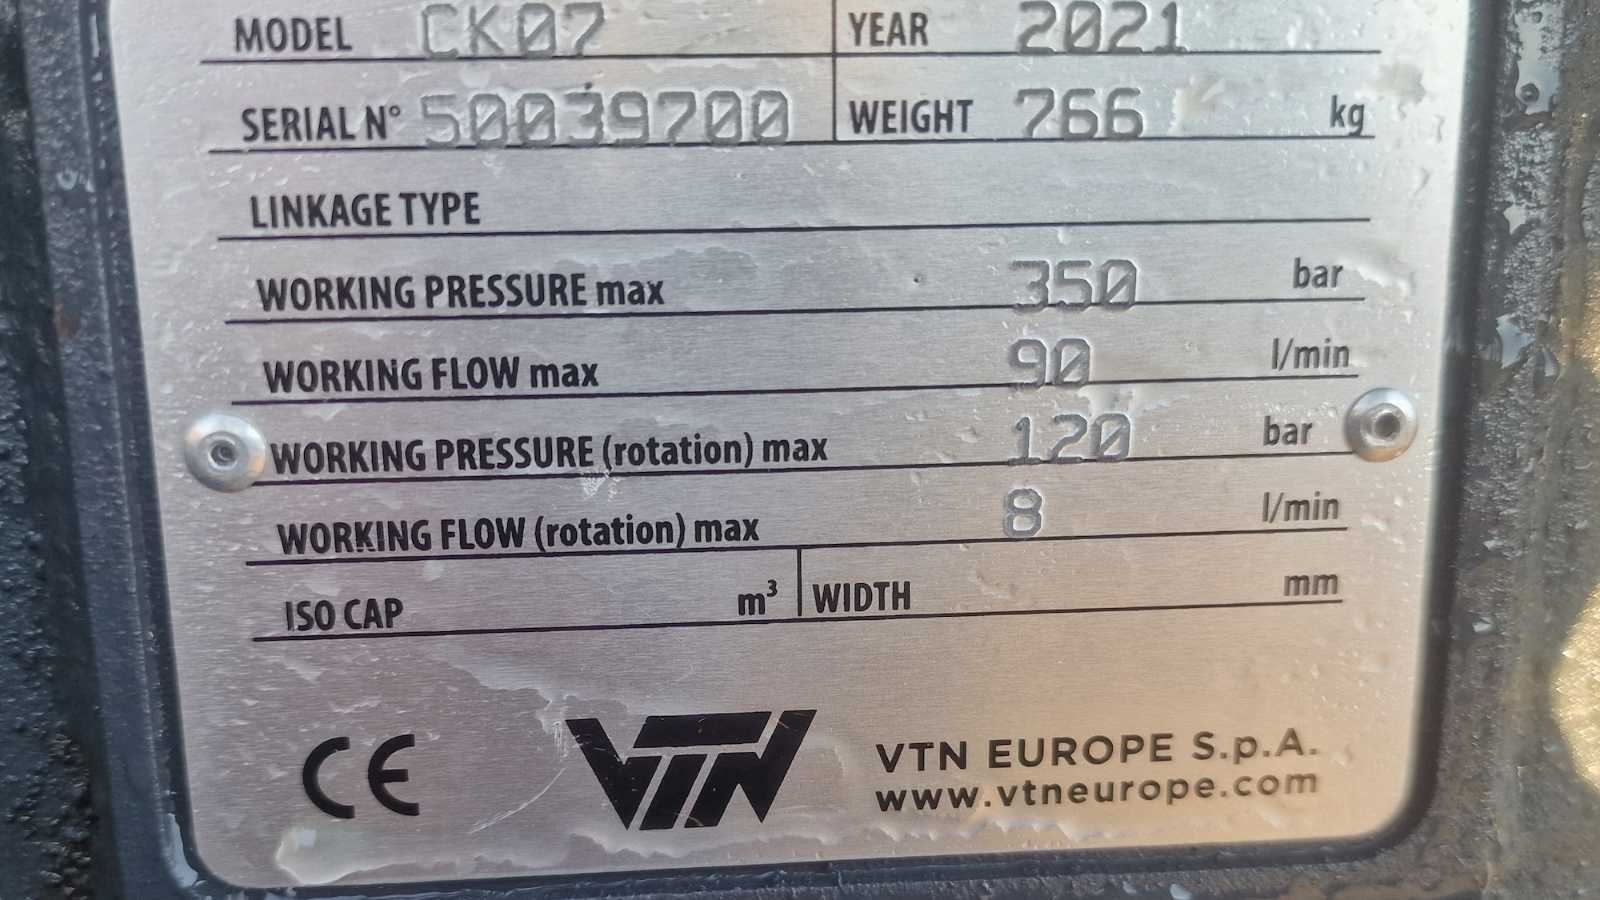 MODEL CK07 YEAR 2021
SERIAL N° 50039700 WEIGHT 766 kg
LINKAGE TYPE
WORKING PRESSURE max 350 bar
WORKING FLOW max 90 l/min
WORKING PRESSURE (rotation) max 120 bar
WORKING FLOW (rotation) max 8 l/min
ISO CAP m³ WIDTH mm
CE VTN VTN EUROPE S.p.A.
www.vtneurope.com